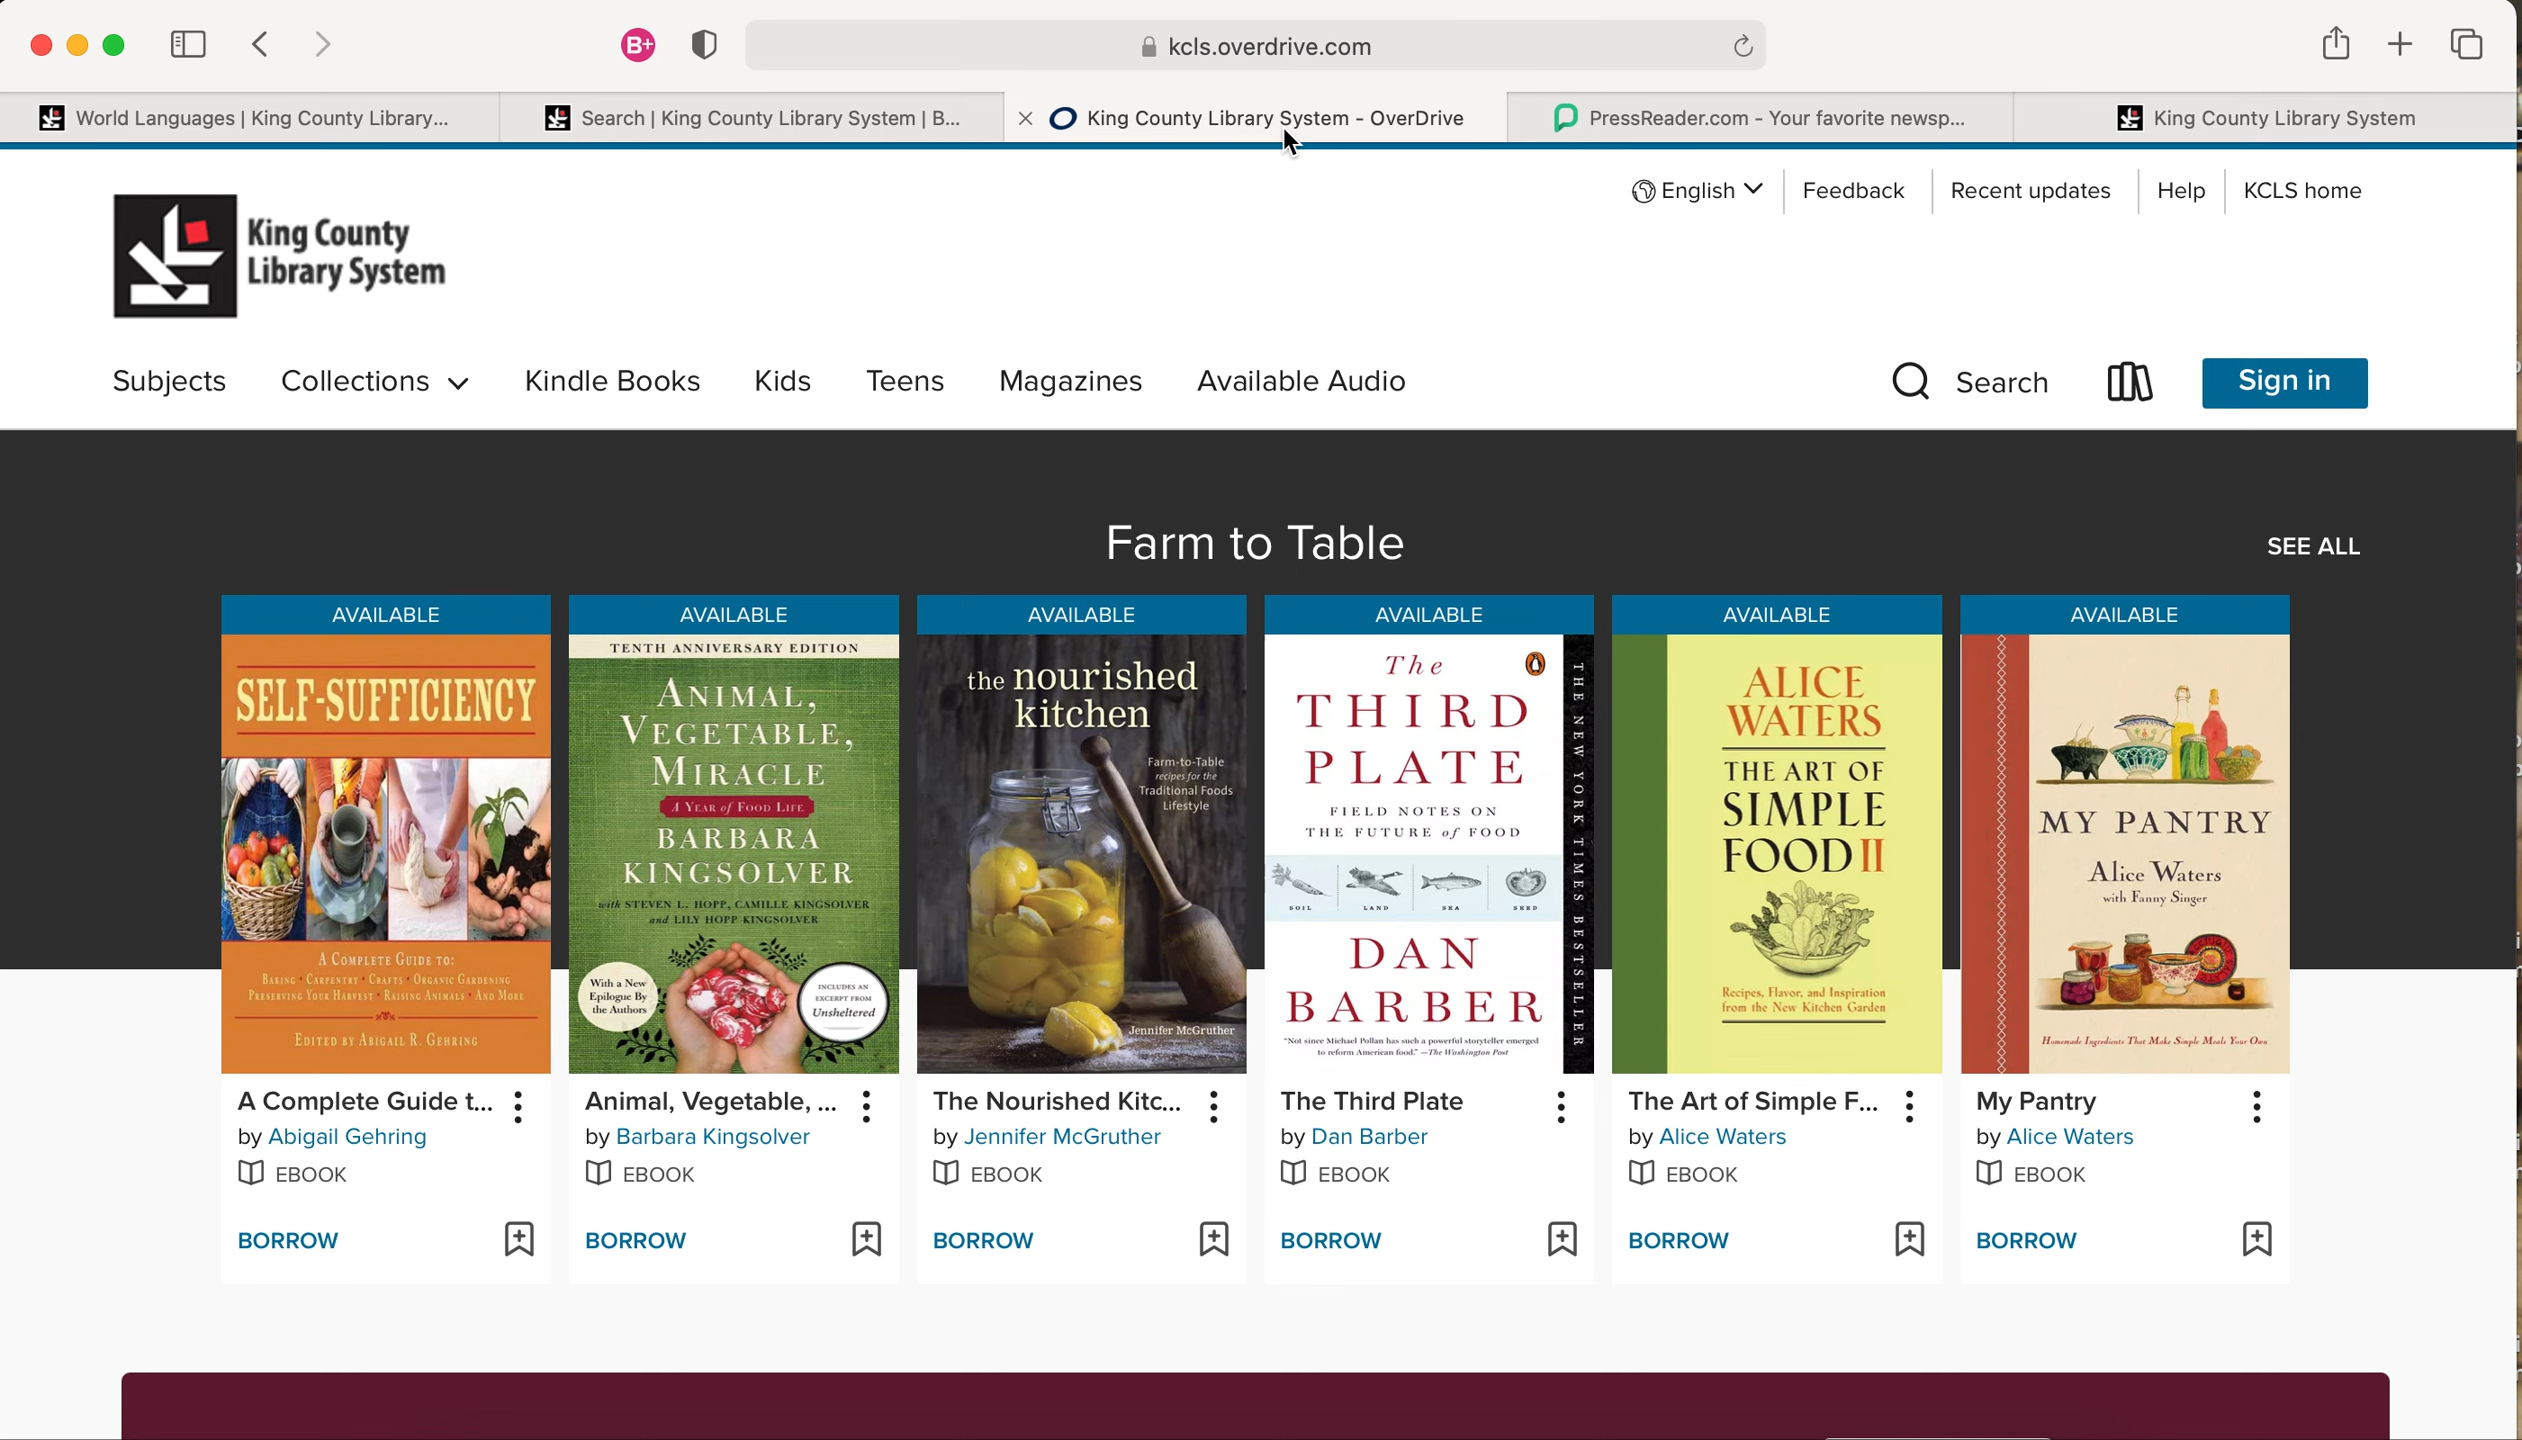 B+
kcls.overdrive.com
World Languages | King County Library...
Search | King County Library System | B...
King County Library System - OverDrive
PressReader.com - Your favorite newsp...
King County Library System
English
Feedback
Recent updates
Help
KCLS home
King County
Library System
Subjects
Collections
Kindle Books
Kids
Teens
Magazines
Available Audio
Search
Sign in
Farm to Table
SEE ALL
AVAILABLE
SELF-SUFFICIENCY
A COMPLETE GUIDE TO:
BAKING • CARPENTRY • CRAFTS • ORGANIC GARDENING
PRESERVING YOUR HARVEST • RAISING ANIMALS • AND MORE
EDITED BY ABIGAIL R. GEHRING
A Complete Guide t...
by Abigail Gehring
EBOOK
BORROW
AVAILABLE
TENTH ANNIVERSARY EDITION
ANIMAL,
VEGETABLE,
MIRACLE
A YEAR of FOOD LIFE
BARBARA
KINGSOLVER
with STEVEN L. HOPP, CAMILLE KINGSOLVER
and LILY HOPP KINGSOLVER
With a New
Epilogue By
the Authors
INCLUDES AN
EXCERPT FROM
Unsheltered
Animal, Vegetable, ...
by Barbara Kingsolver
EBOOK
BORROW
AVAILABLE
the nourished
kitchen
Farm-to-Table
recipes for the
Traditional Foods
Lifestyle
Jennifer McGruther
The Nourished Kitc...
by Jennifer McGruther
EBOOK
BORROW
AVAILABLE
The
THIRD
PLATE
FIELD NOTES ON
THE FUTURE of FOOD
SOIL LAND SEA SEED
DAN
BARBER
"Not since Michael Pollan has such a powerful storyteller emerged
to reform American food." —The Washington Post
THE NEW YORK TIMES BESTSELLER
The Third Plate
by Dan Barber
EBOOK
BORROW
AVAILABLE
ALICE
WATERS
THE ART OF
SIMPLE
FOOD II
Recipes, Flavor, and Inspiration
from the New Kitchen Garden
The Art of Simple F...
by Alice Waters
EBOOK
BORROW
AVAILABLE
MY PANTRY
Alice Waters
with Fanny Singer
Homemade Ingredients That Make Simple Meals Your Own
My Pantry
by Alice Waters
EBOOK
BORROW